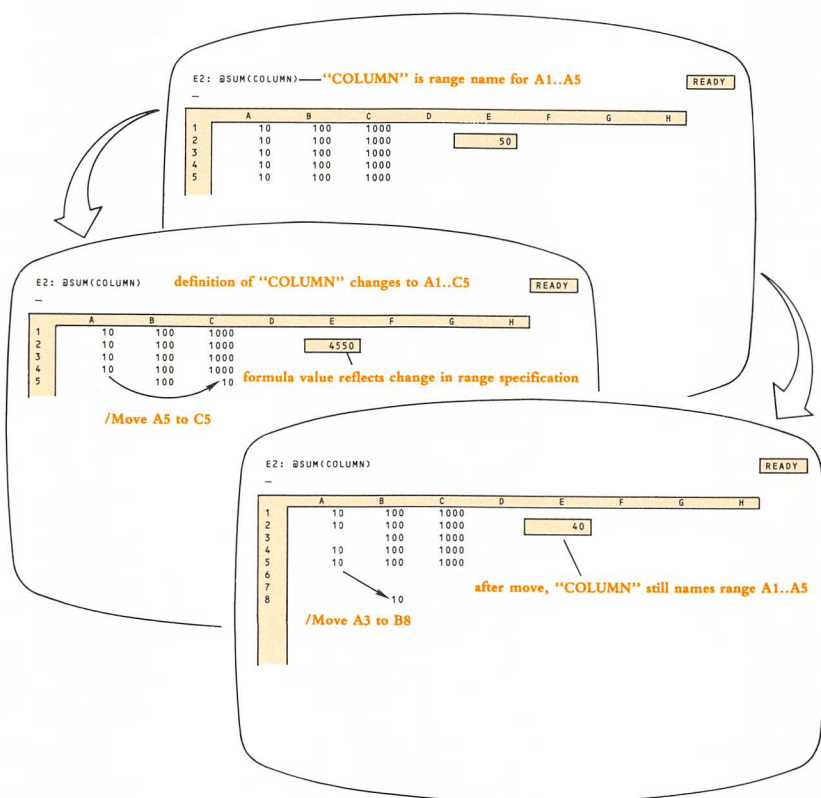 E2: @SUM(COLUMN) “COLUMN” is range name for A1..A5
READY
A B C D E F G H
1 10 100 1000
2 10 100 1000 50
3 10 100 1000
4 10 100 1000
5 10 100 1000
E2: @SUM(COLUMN) definition of “COLUMN” changes to A1..C5
READY
A B C D E F G H
1 10 100 1000
2 10 100 1000 4550
3 10 100 1000
4 10 100 1000
5 100 10 formula value reflects change in range specification
/Move A5 to C5
E2: @SUM(COLUMN)
READY
A B C D E F G H
1 10 100 1000
2 10 100 1000 40
3 100 1000
4 10 100 1000
5 10 100 1000
6
7
8 10
after move, “COLUMN” still names range A1..A5
/Move A3 to B8